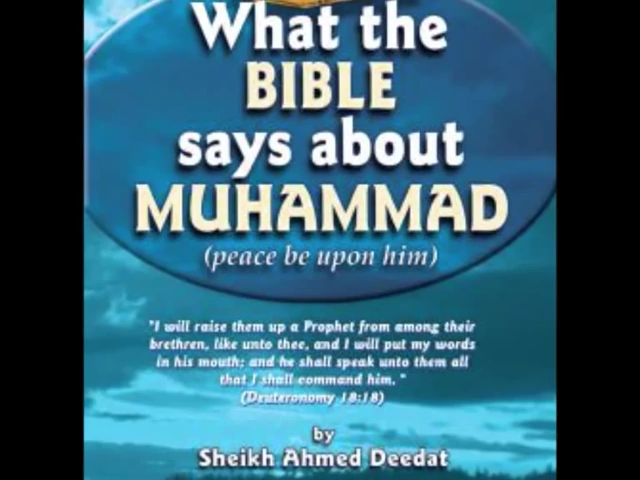 What the
BIBLE
says about
MUHAMMAD
(peace be upon him)
"I will raise them up a Prophet from among their
brethren, like unto thee, and I will put my words
in his mouth; and he shall speak unto them all
that I shall command him. "
(Deuteronomy 18:18)
by
Sheikh Ahmed Deedat